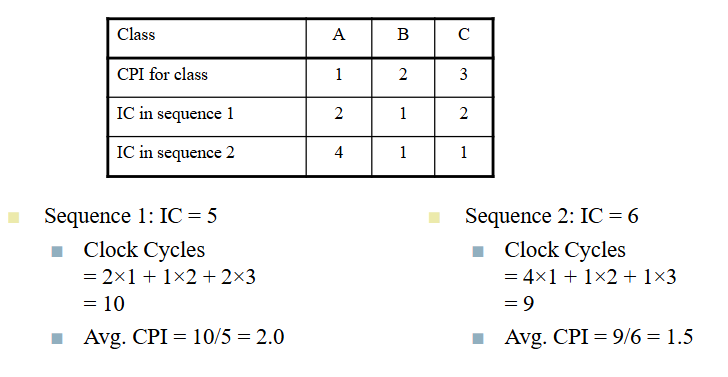 Class A B C
CPI for class 1 2 3
IC in sequence 1 2 1 2
IC in sequence 2 4 1 1
Sequence 1: IC = 5
Clock Cycles
= 2×1 + 1×2 + 2×3
= 10
Avg. CPI = 10/5 = 2.0
Sequence 2: IC = 6
Clock Cycles
= 4×1 + 1×2 + 1×3
= 9
Avg. CPI = 9/6 = 1.5